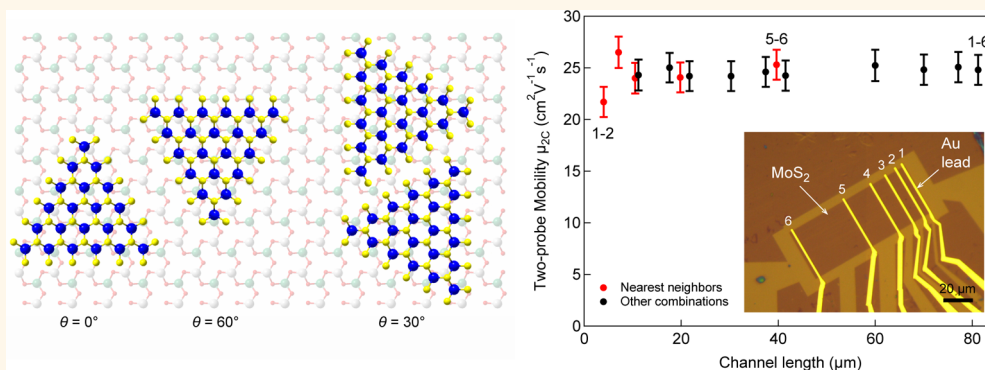 θ = 0°
θ = 60°
θ = 30°
Two-probe Mobility μ2C (cm2V-1s-1)
30
25
20
15
10
5
0
1-2
5-6
1-6
MoS2
Au
lead
6
5
4
3
2
1
20 μm
Nearest neighbors
Other combinations
0
20
40
60
80
Channel length (μm)